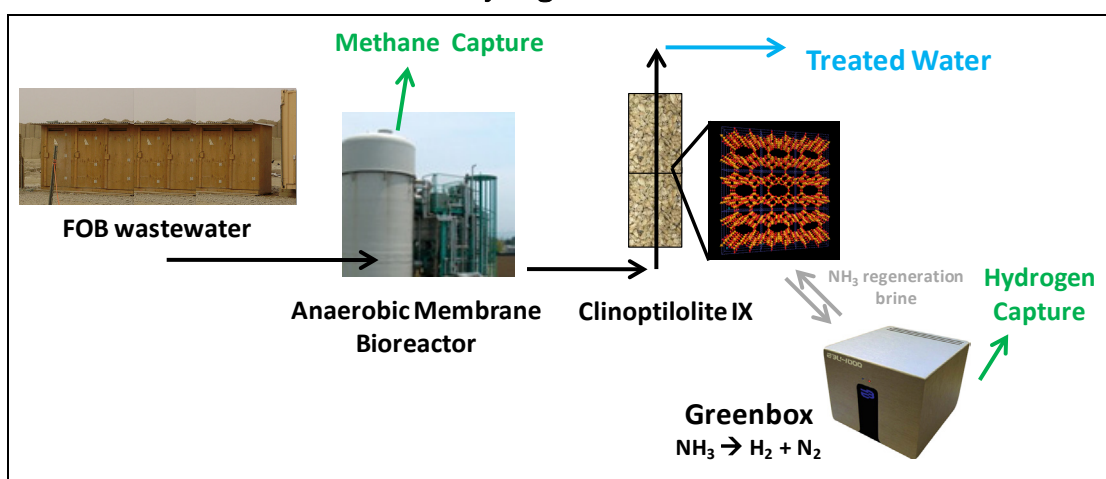 Methane Capture
Treated Water
FOB wastewater
Anaerobic Membrane
Bioreactor
Clinoptilolite IX
NH₃ regeneration
brine
Hydrogen
Capture
Greenbox
NH₃ → H₂ + N₂